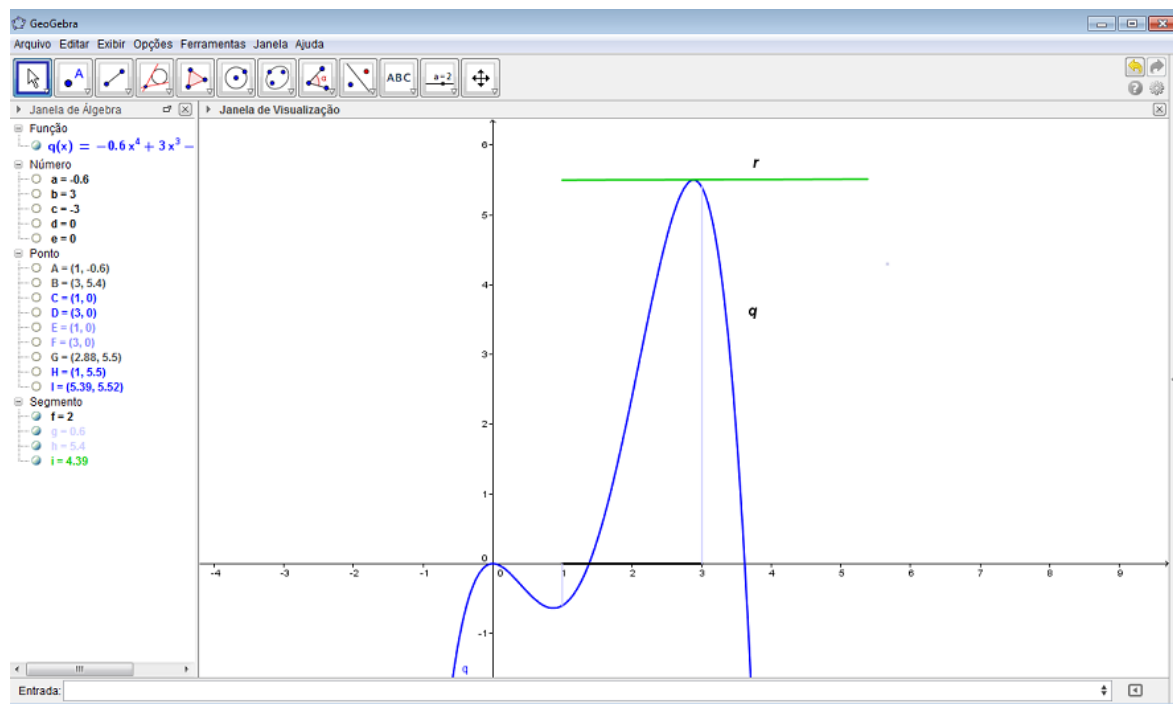 GeoGebra
Arquivo Editar Exibir Opções Ferramentas Janela Ajuda
A
α
ABC
a=2
?
Janela de Álgebra
Janela de Visualização
Função
q(x) = −0.6x⁴ + 3x³ −
Número
a = -0.6
b = 3
c = -3
d = 0
e = 0
Ponto
A = (1, -0.6)
B = (3, 5.4)
C = (1, 0)
D = (3, 0)
E = (1, 0)
F = (3, 0)
G = (2.88, 5.5)
H = (1, 5.5)
I = (5.39, 5.52)
Segmento
f = 2
g = 0.6
h = 5.4
i = 4.39
6
r
5
4
q
3
2
1
0
-4 -3 -2 -1 0 1 2 3 4 5 6 7 8 9
-1
q
Entrada: